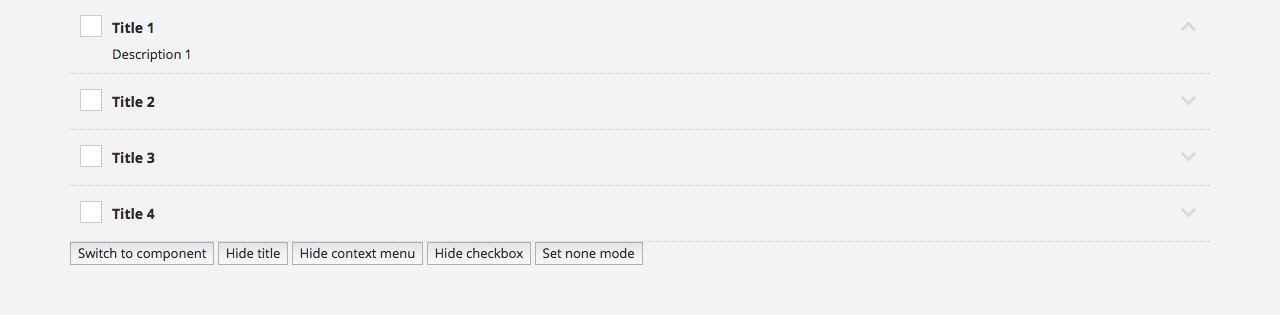 Title 1
Description 1
Title 2
Title 3
Title 4
Switch to component Hide title Hide context menu Hide checkbox Set none mode